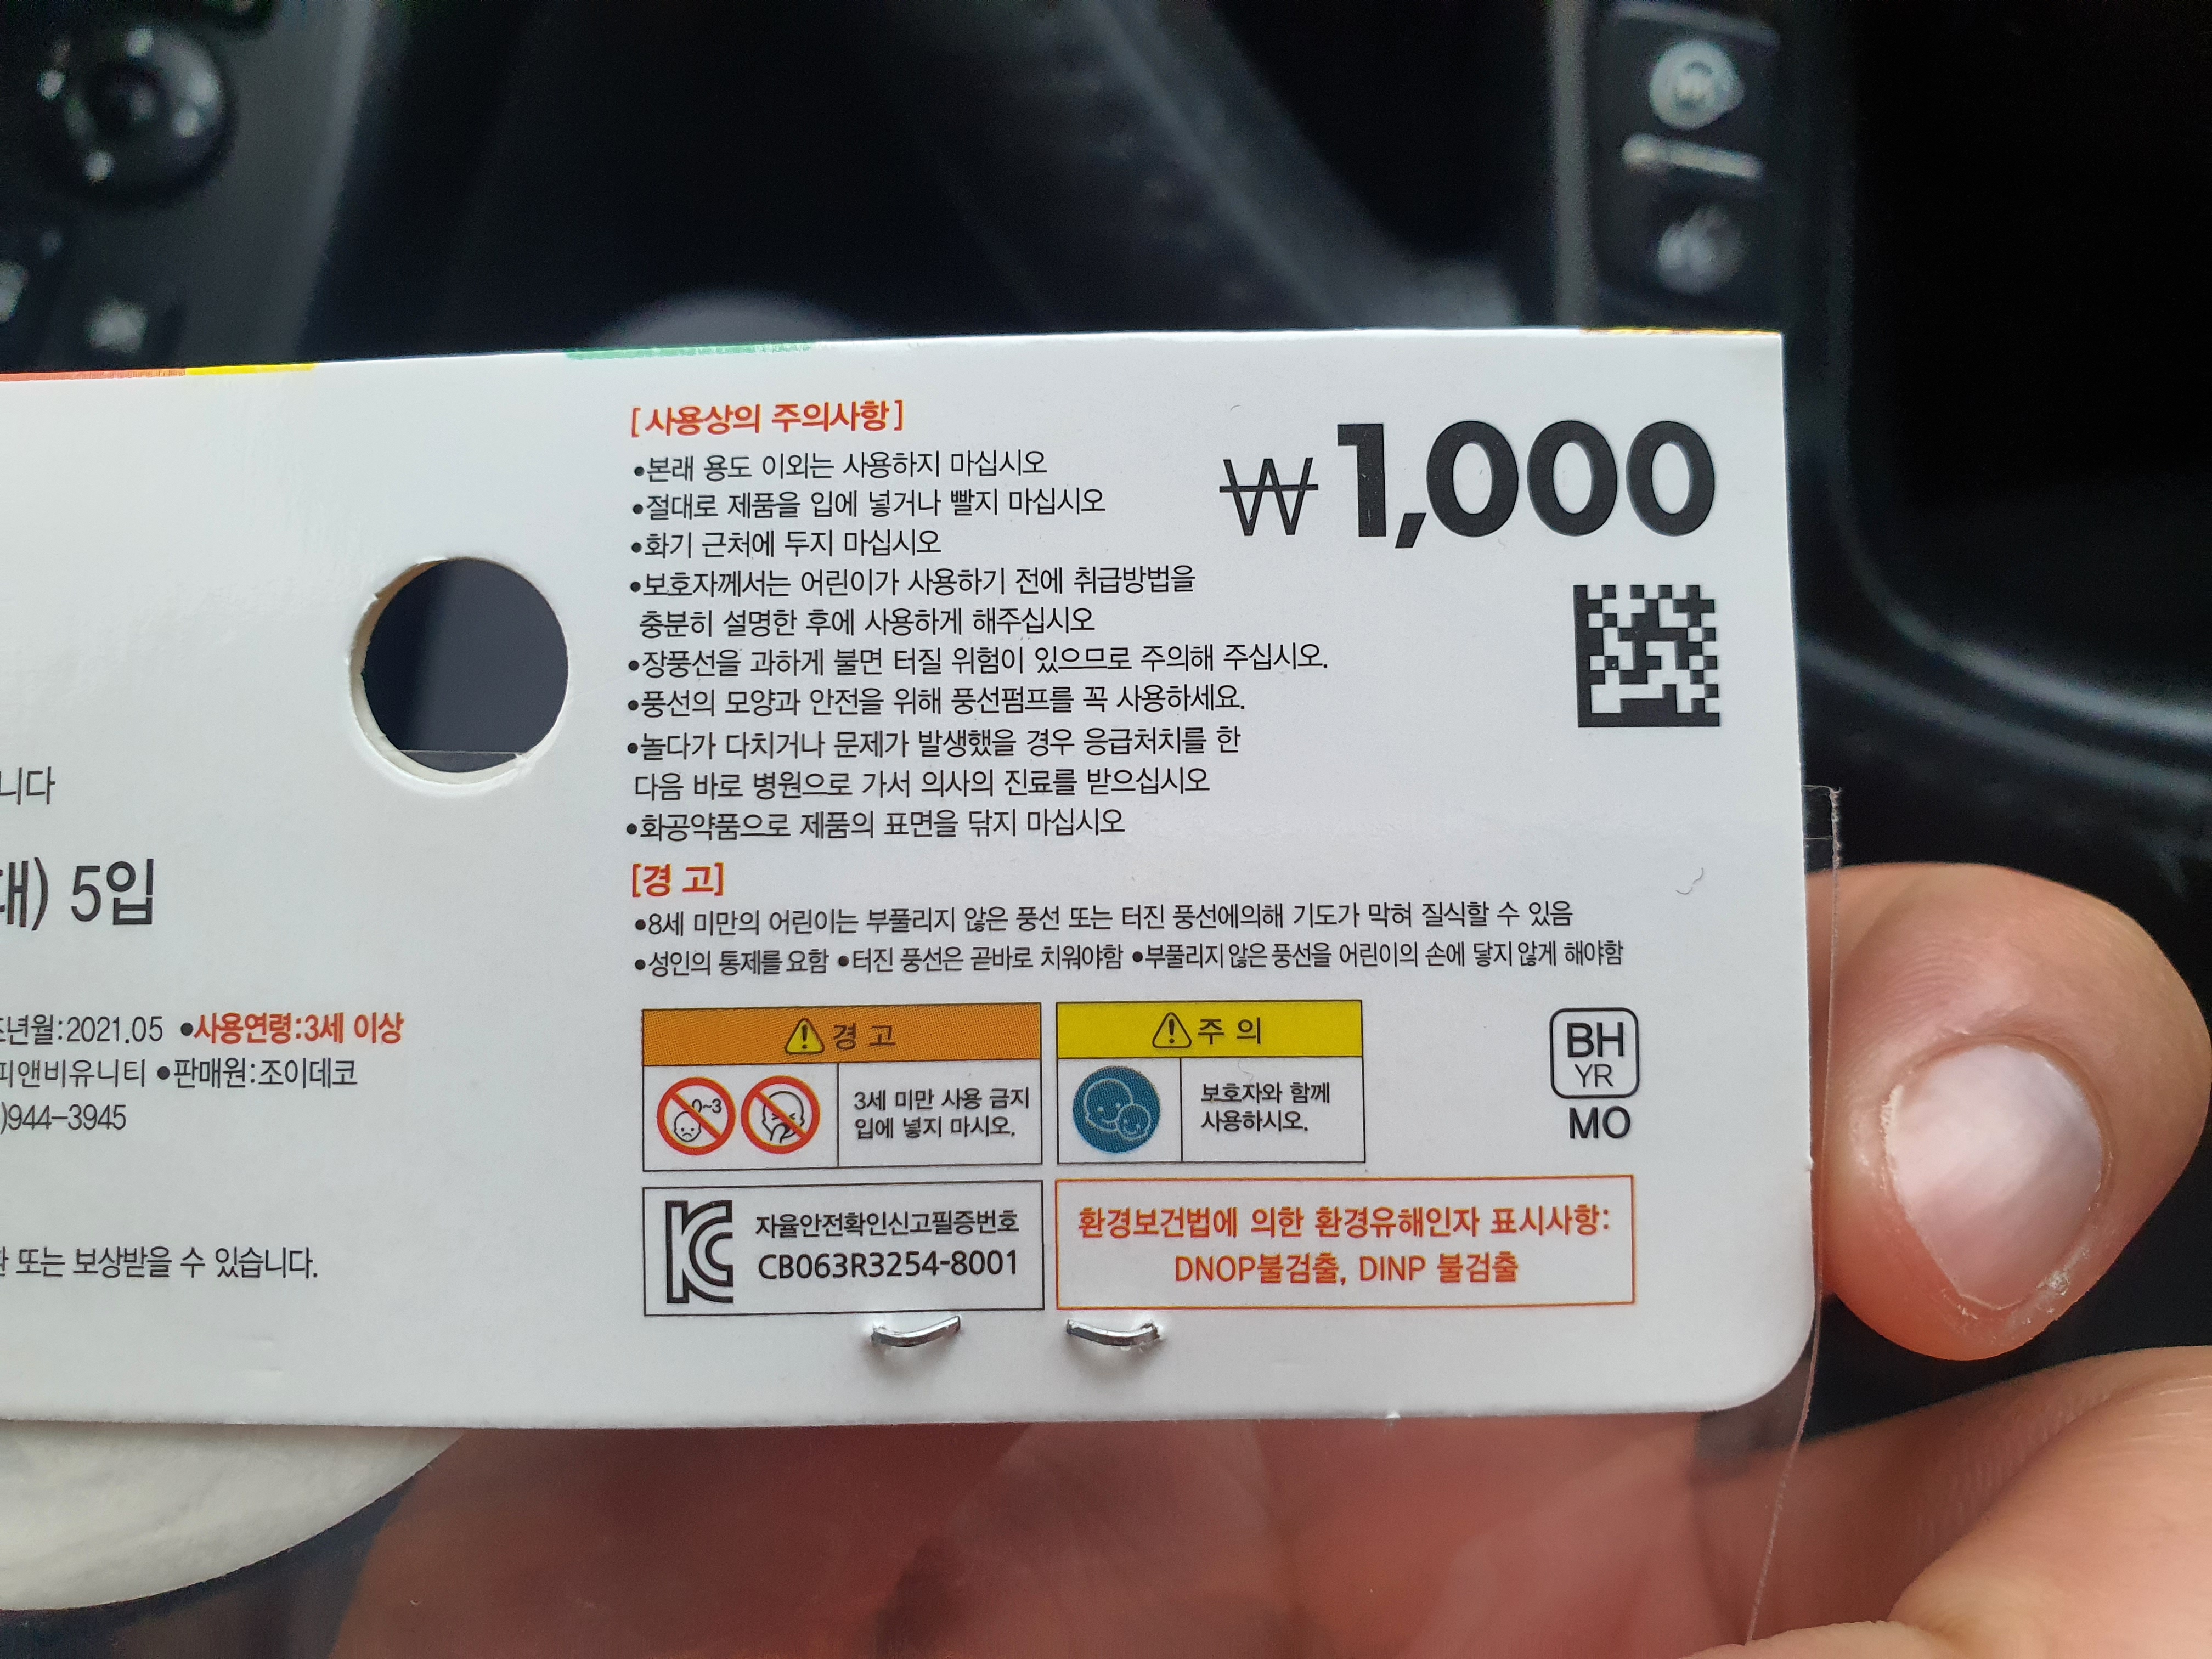 니다
대) 5입
년월:2021.05 •사용연령:3세 이상
피앤비유니티 •판매원:조이데코
)944-3945
또는 보상받을 수 있습니다.
[사용상의 주의사항]
•본래 용도 이외는 사용하지 마십시오
•절대로 제품을 입에 넣거나 빨지 마십시오
•화기 근처에 두지 마십시오
•보호자께서는 어린이가 사용하기 전에 취급방법을
충분히 설명한 후에 사용하게 해주십시오
•장풍선을 과하게 불면 터질 위험이 있으므로 주의해 주십시오.
•풍선의 모양과 안전을 위해 풍선펌프를 꼭 사용하세요.
•놀다가 다치거나 문제가 발생했을 경우 응급처치를 한
다음 바로 병원으로 가서 의사의 진료를 받으십시오
•화공약품으로 제품의 표면을 닦지 마십시오
₩1,000
[경 고]
•8세 미만의 어린이는 부풀리지 않은 풍선 또는 터진 풍선에의해 기도가 막혀 질식할 수 있음
•성인의 통제를 요함 •터진 풍선은 곧바로 치워야함 •부풀리지 않은 풍선을 어린이의 손에 닿지 않게 해야함
경 고
0~3
3세 미만 사용 금지
입에 넣지 마시오.
주 의
보호자와 함께
사용하시오.
BH
YR
MO
자율안전확인신고필증번호
CB063R3254-8001
환경보건법에 의한 환경유해인자 표시사항:
DNOP불검출, DINP 불검출